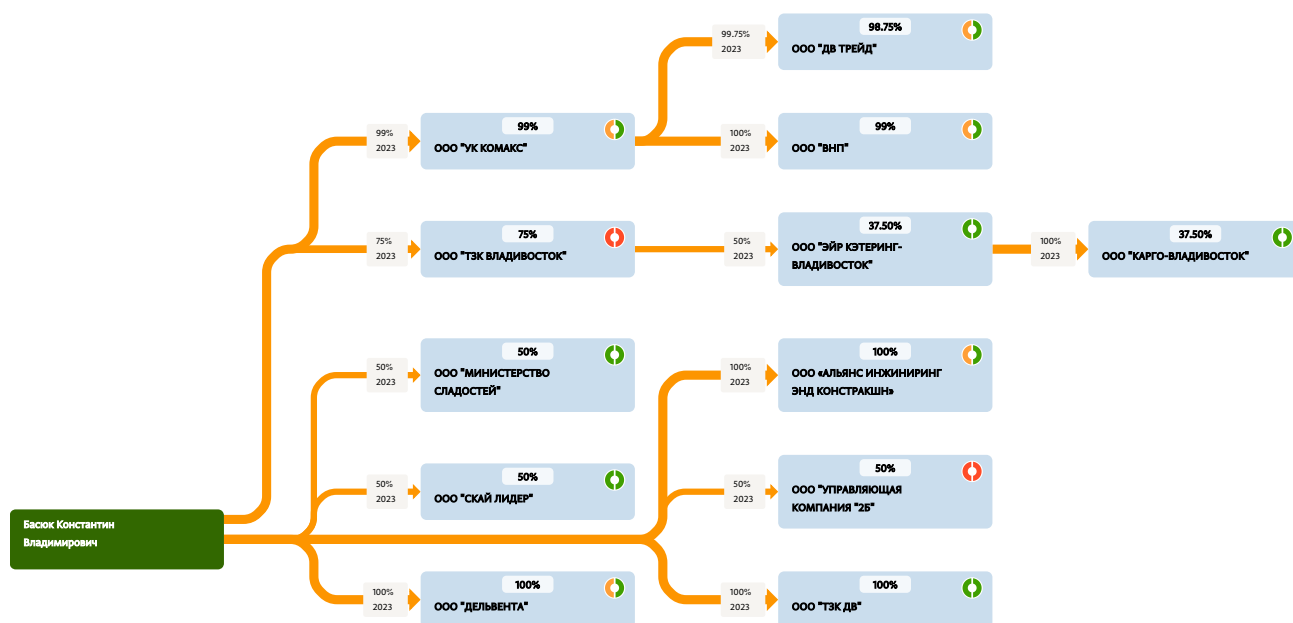 98.75%
99.75%
2023
ООО "ДВ ТРЕЙД"
99%
99%
2023
ООО "УК КОМАКС"
99%
100%
2023
ООО "ВНП"
75%
75%
2023
ООО "ТЗК ВЛАДИВОСТОК"
37.50%
50%
2023
ООО "ЭЙР КЭТЕРИНГ-
ВЛАДИВОСТОК"
37.50%
100%
2023
ООО "КАРГО-ВЛАДИВОСТОК"
50%
50%
2023
ООО "МИНИСТЕРСТВО
СЛАДОСТЕЙ"
100%
100%
2023
ООО «АЛЬЯНС ИНЖИНИРИНГ
ЭНД КОНСТРАКШН»
50%
50%
2023
ООО "СКАЙ ЛИДЕР"
50%
50%
2023
ООО "УПРАВЛЯЮЩАЯ
КОМПАНИЯ "2Б"
Басюк Константин
Владимирович
100%
100%
2023
ООО "ДЕЛЬВЕНТА"
100%
100%
2023
ООО "ТЗК ДВ"